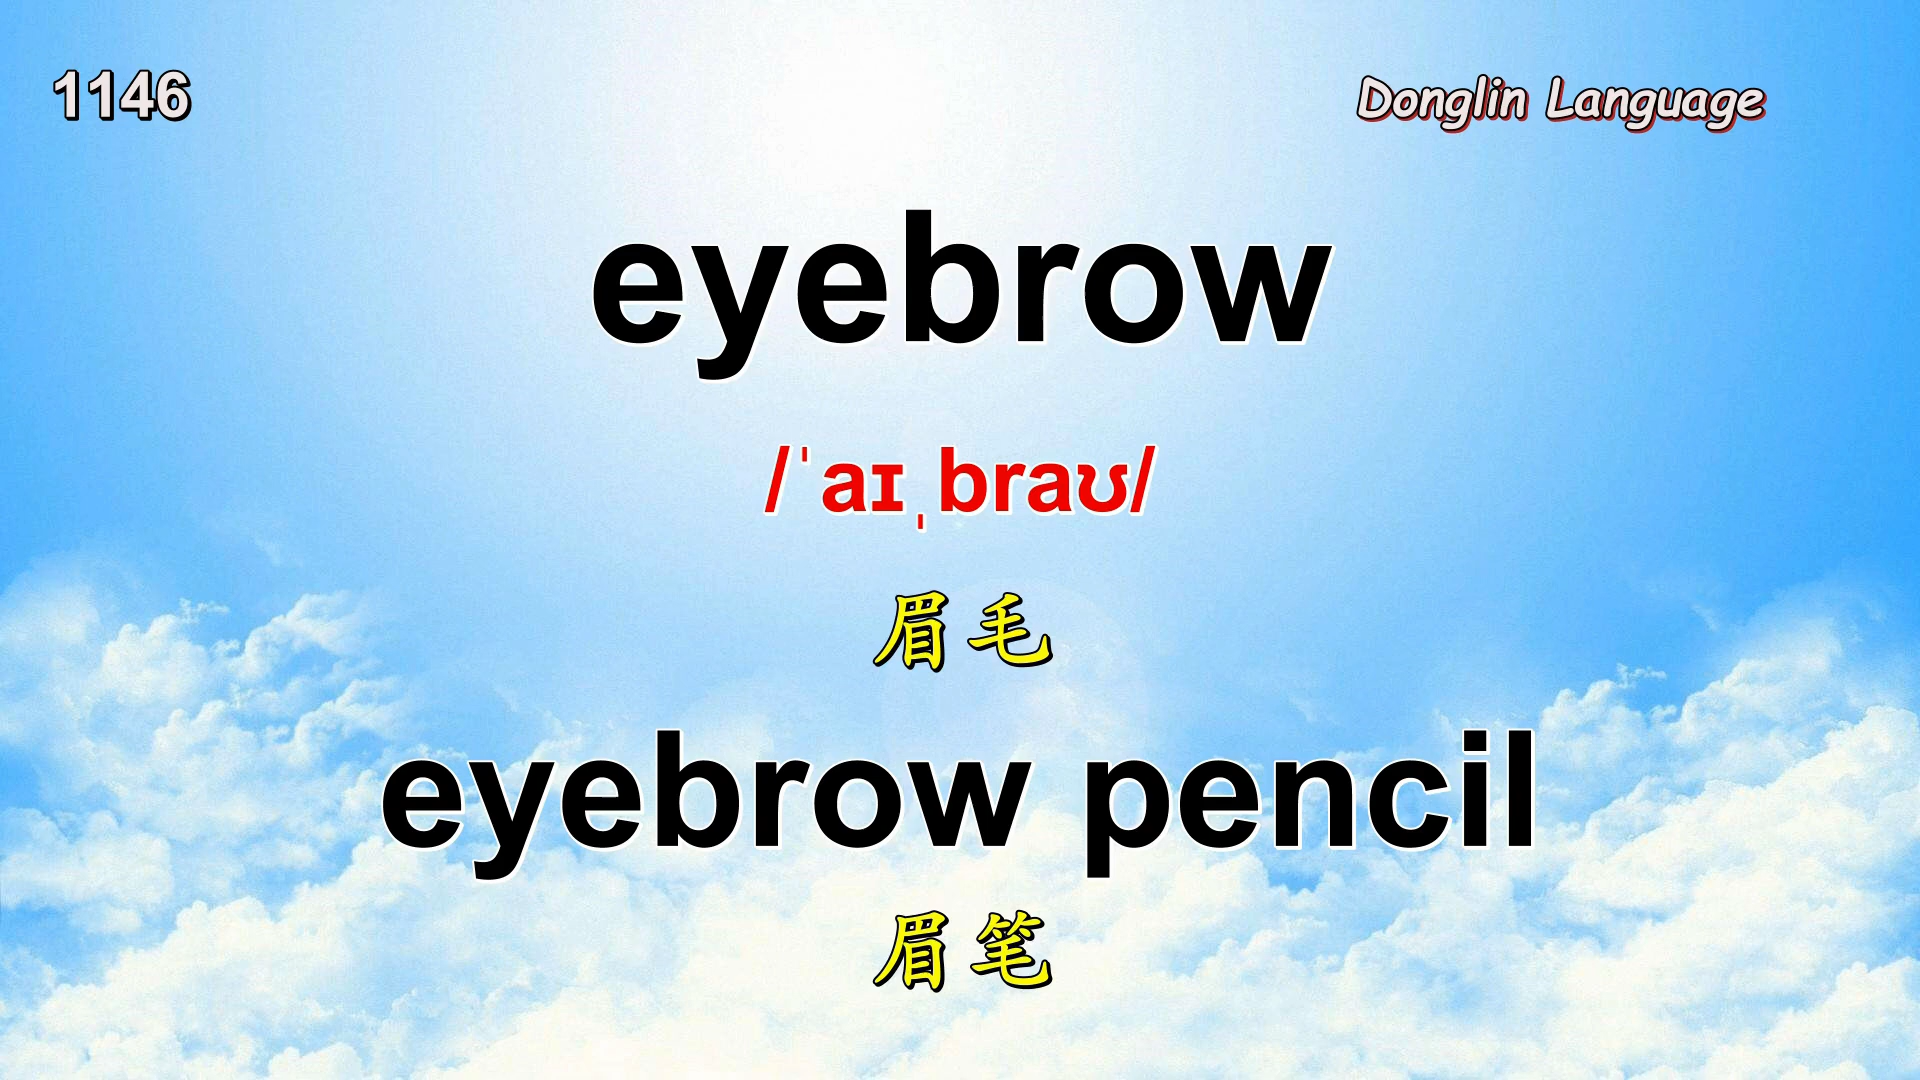 1146
Donglin Language
eyebrow
/ˈaɪˌbraʊ/
眉毛
eyebrow pencil
眉笔